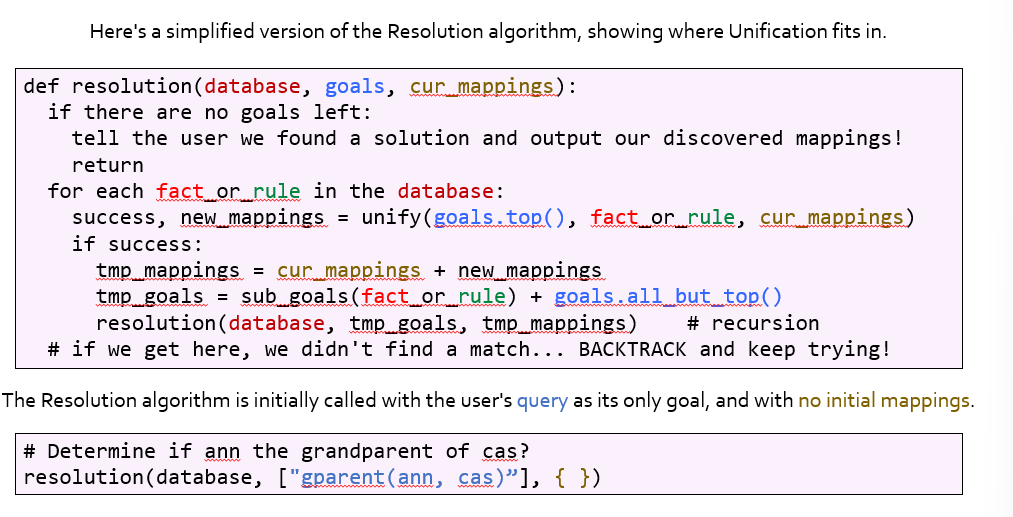 Here's a simplified version of the Resolution algorithm, showing where Unification fits in.
def resolution(database, goals, cur_mappings):
  if there are no goals left:
    tell the user we found a solution and output our discovered mappings!
    return
  for each fact_or_rule in the database:
    success, new_mappings = unify(goals.top(), fact_or_rule, cur_mappings)
    if success:
      tmp_mappings = cur_mappings + new_mappings
      tmp_goals = sub_goals(fact_or_rule) + goals.all_but_top()
      resolution(database, tmp_goals, tmp_mappings)    # recursion
  # if we get here, we didn't find a match... BACKTRACK and keep trying!
The Resolution algorithm is initially called with the user's query as its only goal, and with no initial mappings.
# Determine if ann the grandparent of cas?
resolution(database, ["gparent(ann, cas)”], { })